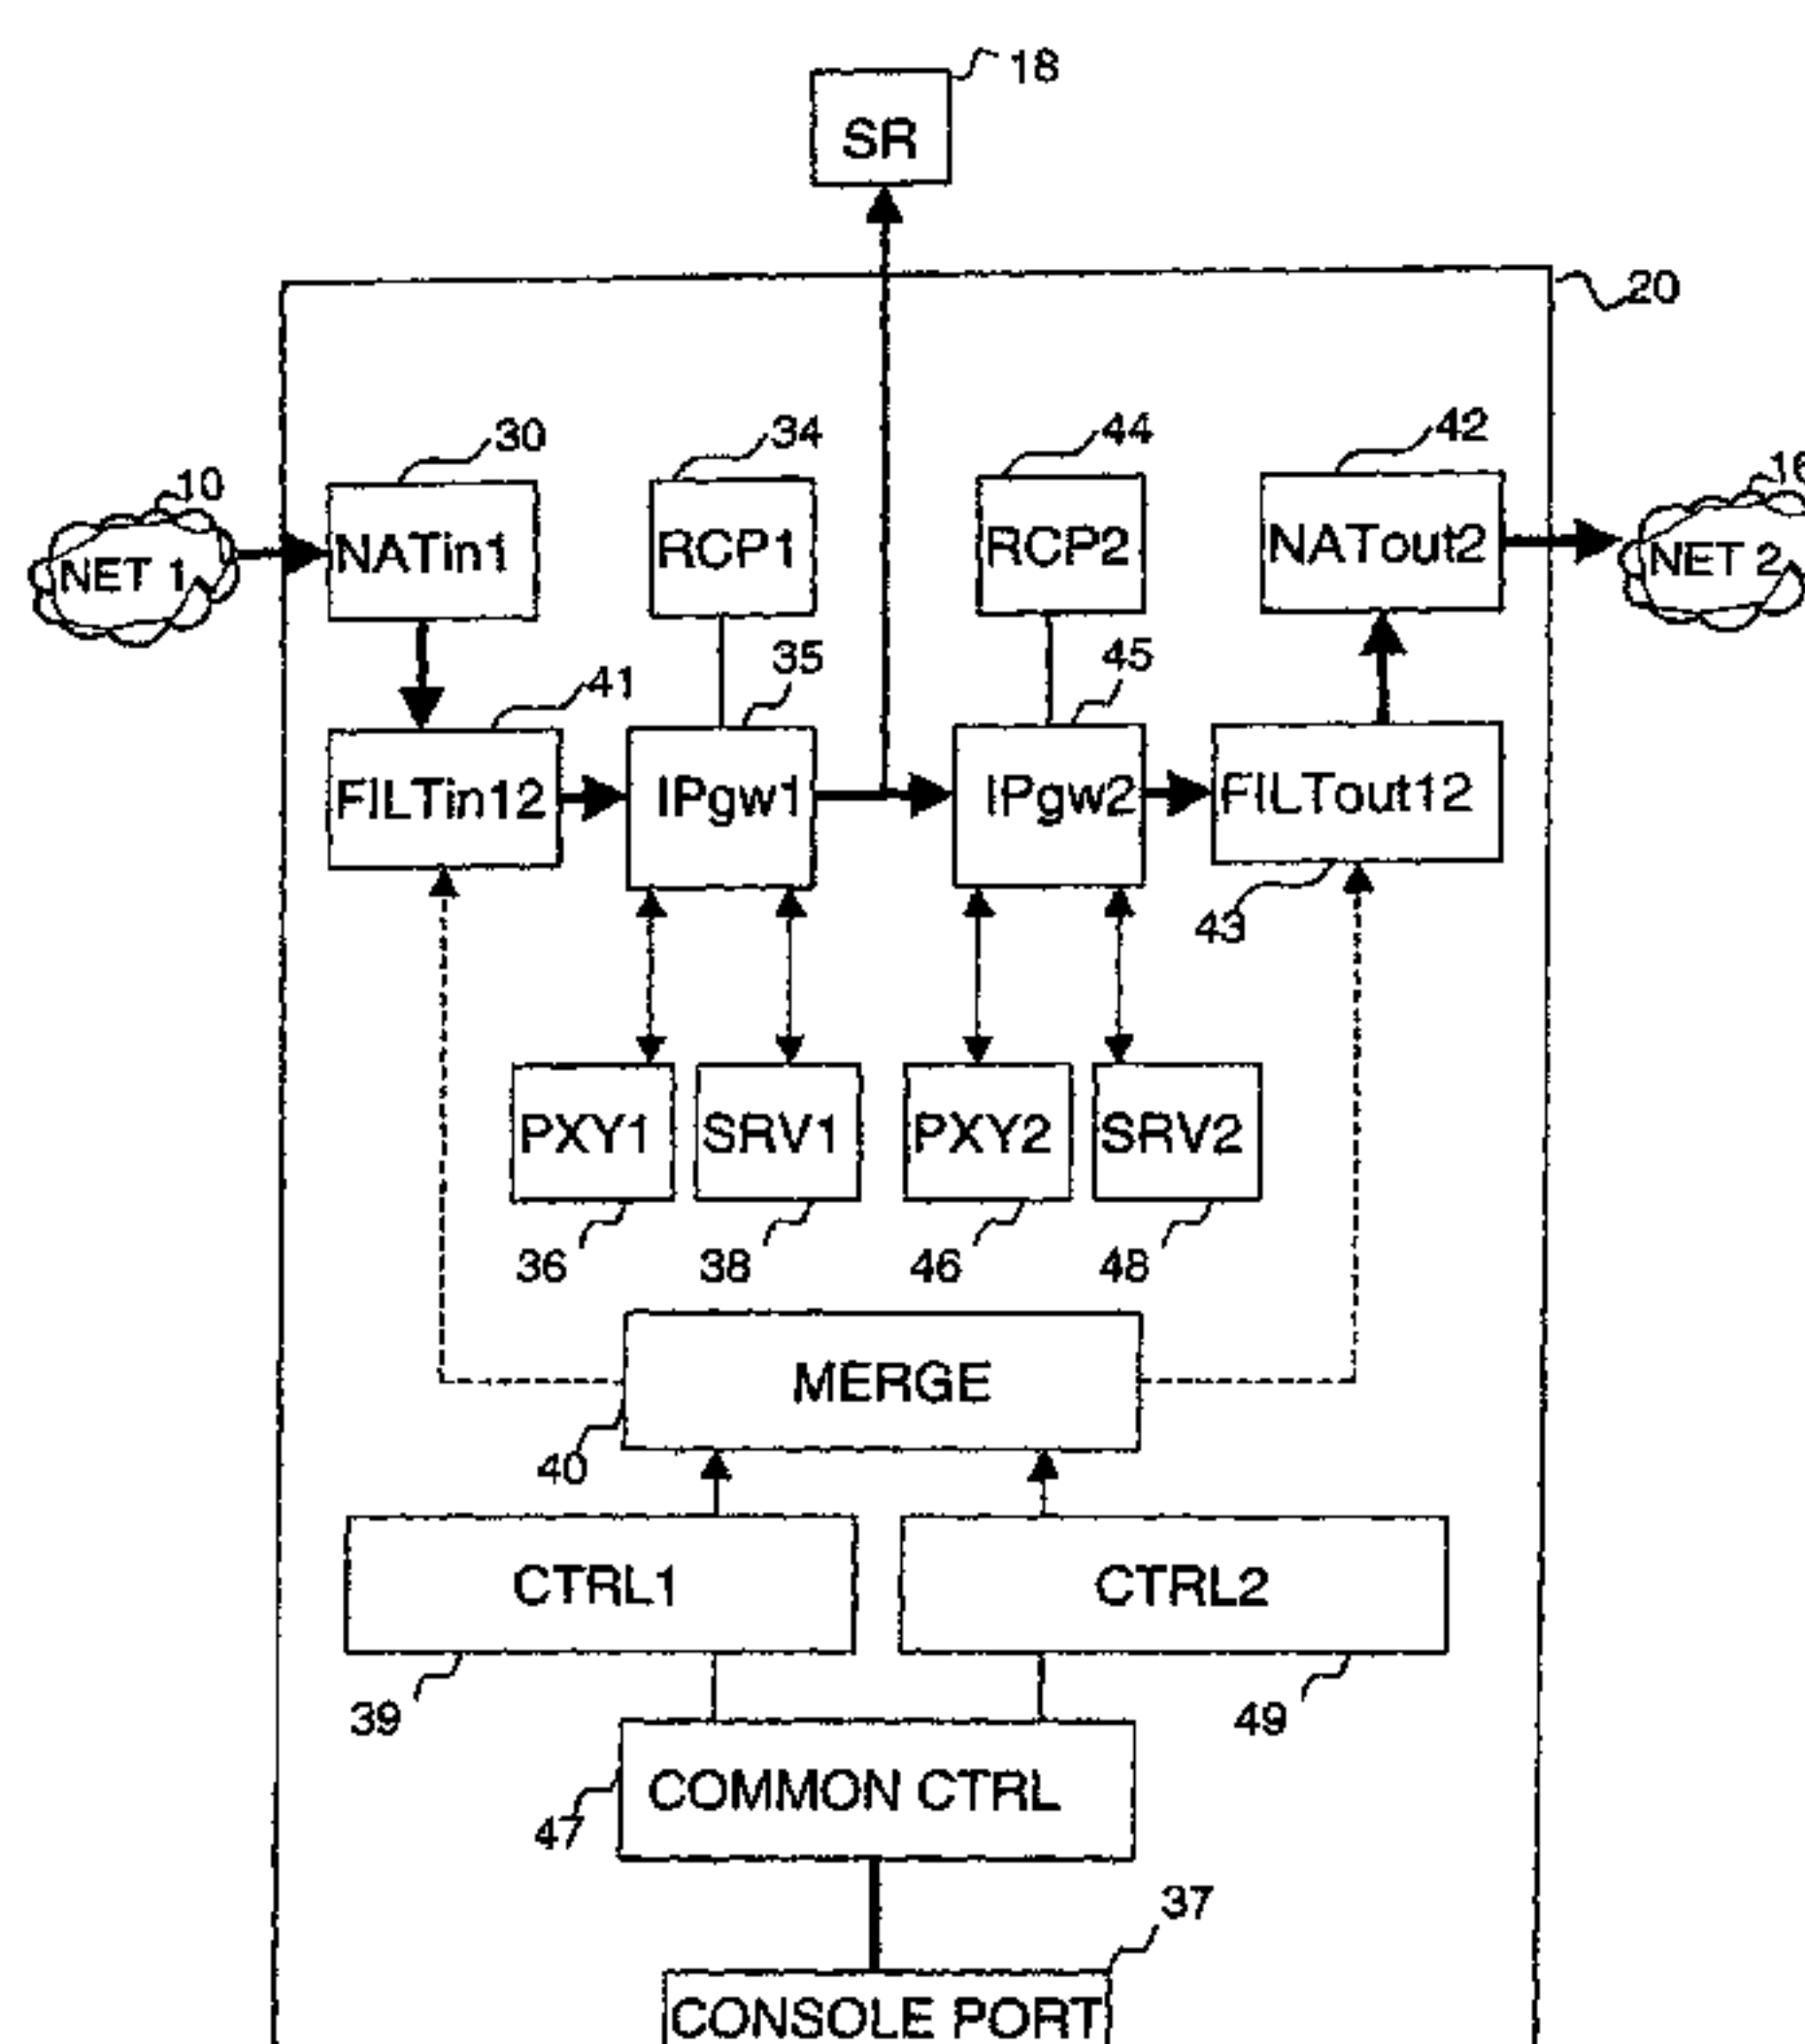 18
SR
20
30
34
44
42
10
16
NET 1
NATin1
RCP1
RCP2
NATout2
NET 2
41
35
45
FILTin12
IPgw1
IPgw2
FILTout12
43
PXY1
SRV1
PXY2
SRV2
36
38
46
48
MERGE
40
CTRL1
CTRL2
39
49
COMMON CTRL
47
37
CONSOLE PORT